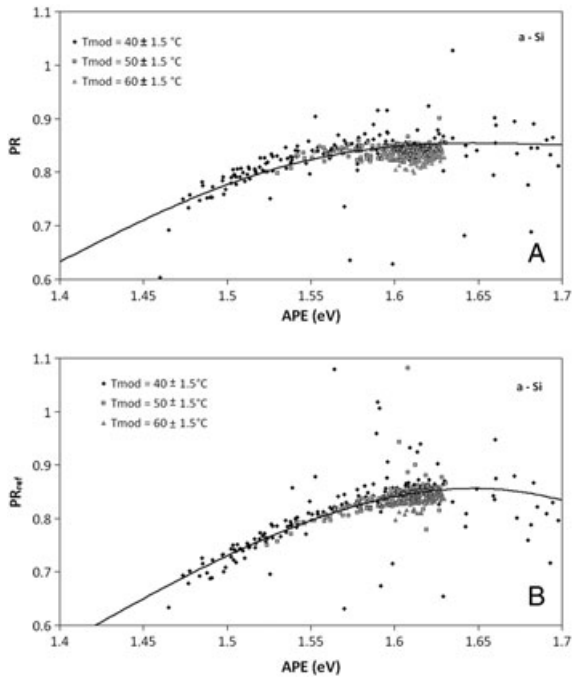 1.1
a - Si
Tmod = 40 ± 1.5 °C
Tmod = 50 ± 1.5 °C
Tmod = 60 ± 1.5 °C
1
0.9
PR
0.8
0.7
A
0.6
1.4 1.45 1.5 1.55 1.6 1.65 1.7
APE (eV)
1.1
a - Si
Tmod = 40 ± 1.5°C
Tmod = 50 ± 1.5°C
Tmod = 60 ± 1.5°C
1
0.9
PRref
0.8
0.7
B
0.6
1.4 1.45 1.5 1.55 1.6 1.65 1.7
APE (eV)